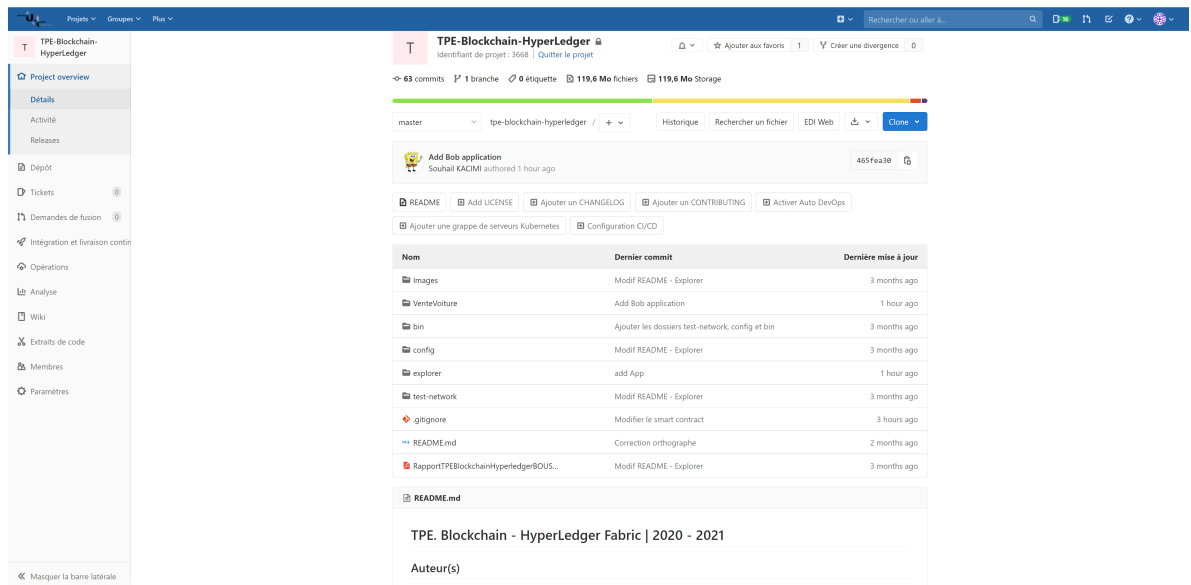 Projets Groupes Plus Rechercher ou aller à... 16
T TPE-Blockchain-HyperLedger
Project overview
Détails
Activité
Releases
Dépôt
Tickets 0
Demandes de fusion 0
Intégration et livraison contin
Opérations
Analyse
Wiki
Extraits de code
Membres
Paramètres
Masquer la barre latérale
T TPE-Blockchain-HyperLedger
Identifiant de projet : 3668 Quitter le projet
Ajouter aux favoris 1 Créer une divergence 0
63 commits 1 branche 0 étiquette 119,6 Mo fichiers 119,6 Mo Storage
master tpe-blockchain-hyperledger / + Historique Rechercher un fichier EDI Web Clone
Add Bob application
Souhail KACIMI authored 1 hour ago
465fea30
README Add LICENSE Ajouter un CHANGELOG Ajouter un CONTRIBUTING Activer Auto DevOps
Ajouter une grappe de serveurs Kubernetes Configuration CI/CD
Nom Dernier commit Dernière mise à jour
Images Modif README - Explorer 3 months ago
VenteVoiture Add Bob application 1 hour ago
bin Ajouter les dossiers test-network, config et bin 3 months ago
config Modif README - Explorer 3 months ago
explorer add App 1 hour ago
test-network Modif README - Explorer 3 months ago
.gitignore Modifier le smart contract 3 hours ago
README.md Correction orthographe 2 months ago
RapportTPEBlockchainHyperledgerBOUS... Modif README - Explorer 3 months ago
README.md
TPE. Blockchain - HyperLedger Fabric | 2020 - 2021
Auteur(s)